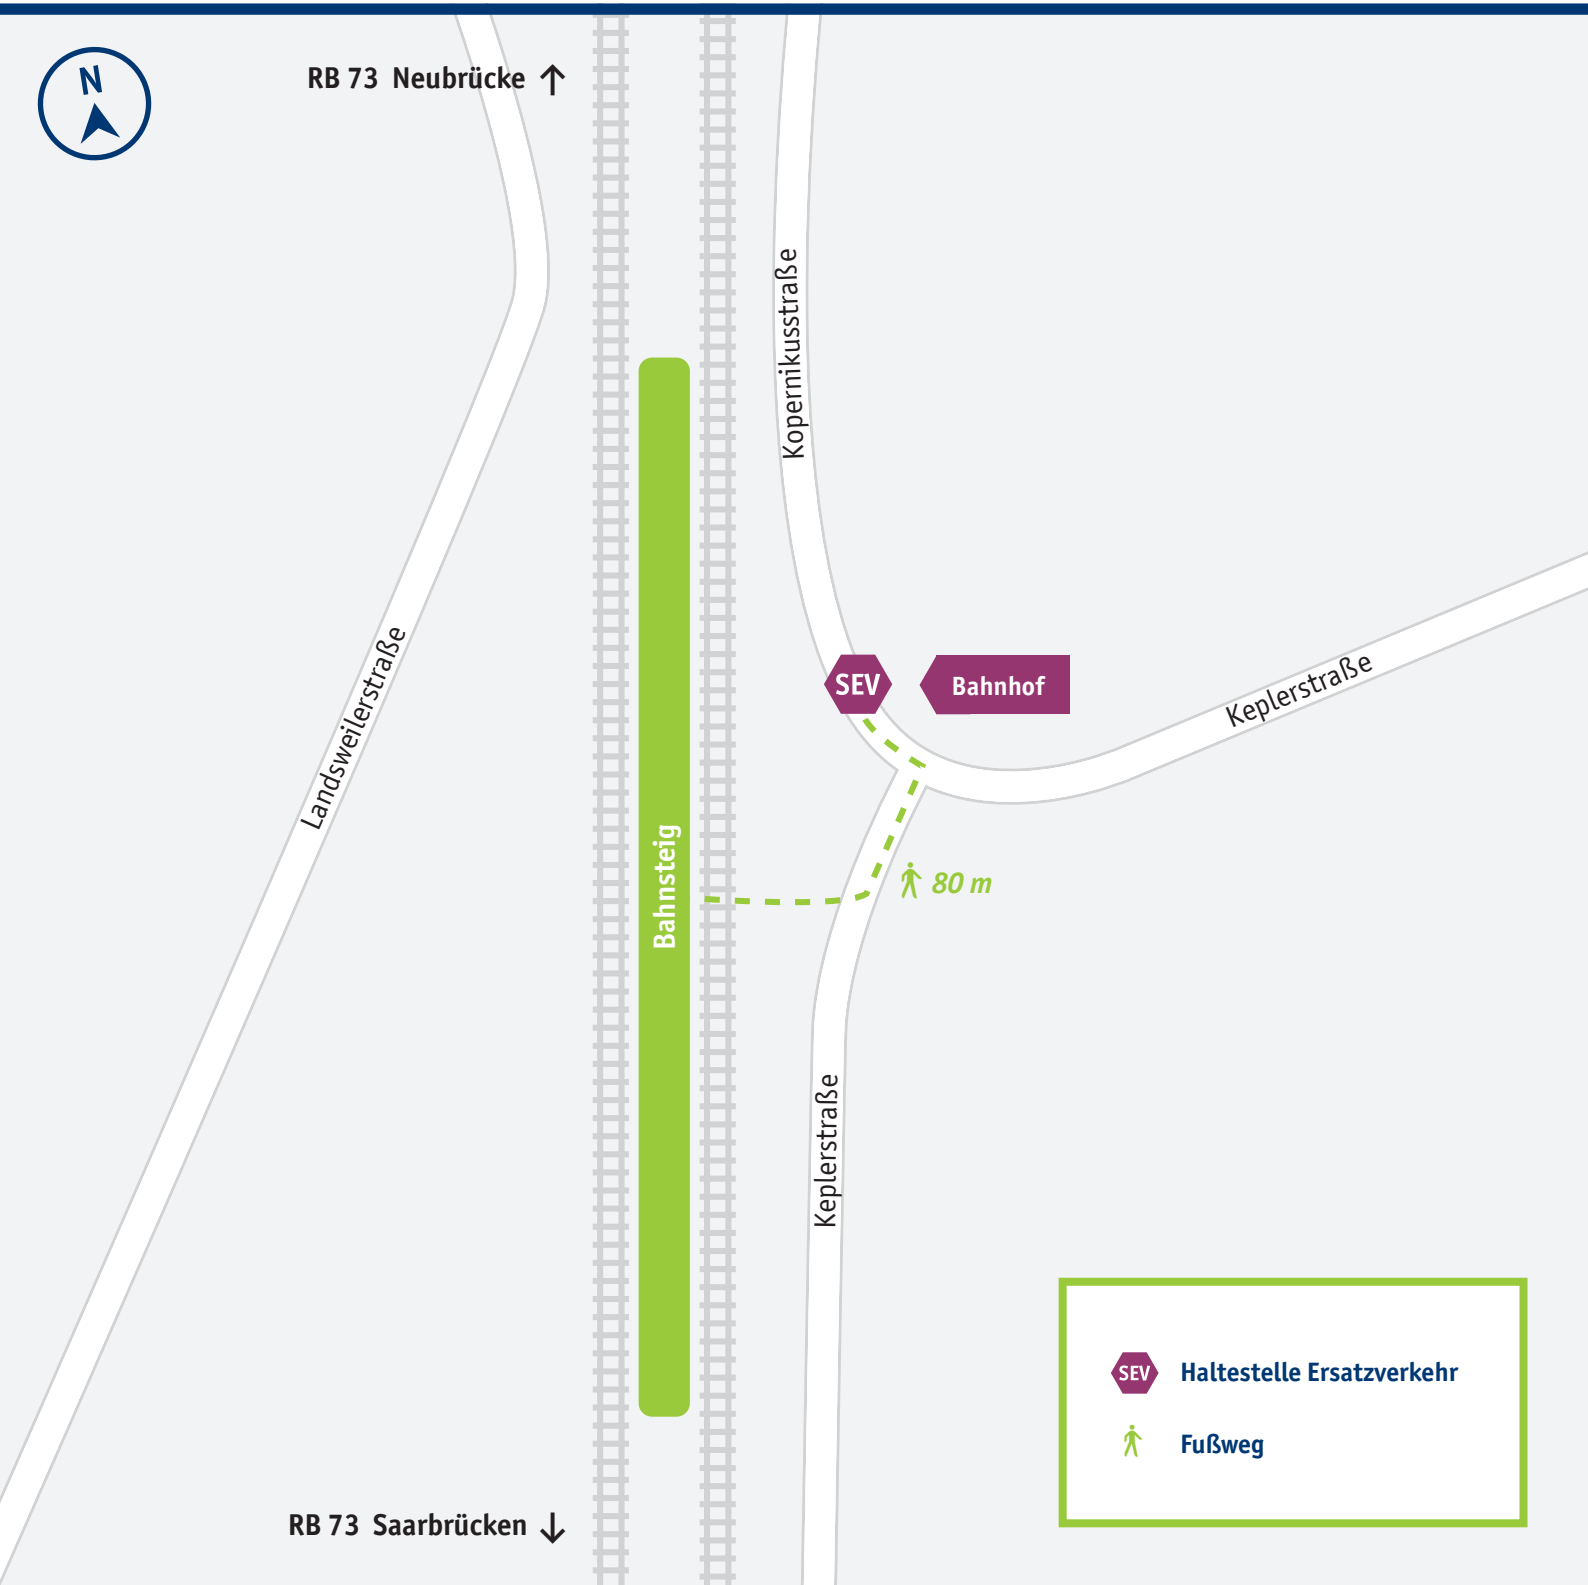 N
RB 73 Neubrücke ↑
Kopernikusstraße
Landsweilerstraße
SEV
Bahnhof
Keplerstraße
Bahnsteig
80 m
Keplerstraße
SEV Haltestelle Ersatzverkehr
Fußweg
RB 73 Saarbrücken ↓